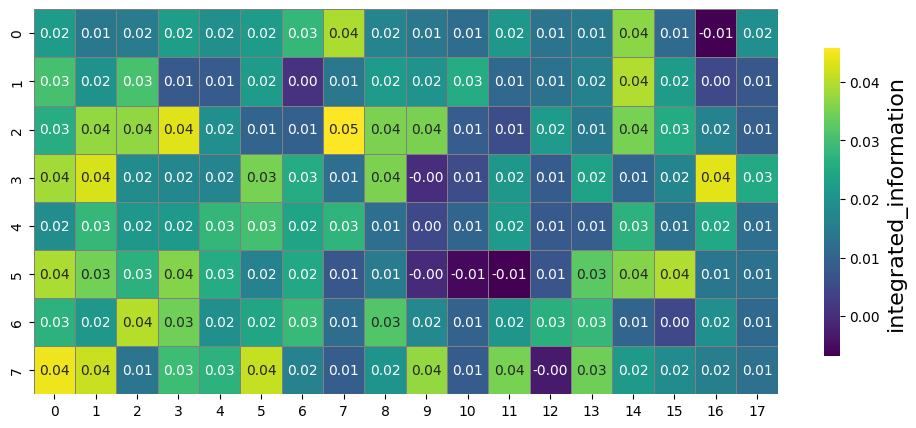 0 0.02 0.01 0.02 0.02 0.02 0.02 0.03 0.04 0.02 0.01 0.01 0.02 0.01 0.01 0.04 0.01 -0.01 0.02
1 0.03 0.02 0.03 0.01 0.01 0.02 0.00 0.01 0.02 0.02 0.03 0.01 0.01 0.02 0.04 0.02 0.00 0.01
2 0.03 0.04 0.04 0.04 0.02 0.01 0.01 0.05 0.04 0.04 0.01 0.01 0.02 0.01 0.04 0.03 0.02 0.01
3 0.04 0.04 0.02 0.02 0.02 0.03 0.03 0.01 0.04 -0.00 0.01 0.02 0.01 0.02 0.01 0.02 0.04 0.03
4 0.02 0.03 0.02 0.02 0.03 0.03 0.02 0.03 0.01 0.00 0.01 0.02 0.01 0.01 0.03 0.01 0.02 0.01
5 0.04 0.03 0.03 0.04 0.03 0.02 0.02 0.01 0.01 -0.00 -0.01 -0.01 0.01 0.03 0.04 0.04 0.01 0.01
6 0.03 0.02 0.04 0.03 0.02 0.02 0.03 0.01 0.03 0.02 0.01 0.02 0.03 0.03 0.01 0.00 0.02 0.01
7 0.04 0.04 0.01 0.03 0.03 0.04 0.02 0.01 0.02 0.04 0.01 0.04 -0.00 0.03 0.02 0.02 0.02 0.01
0 1 2 3 4 5 6 7 8 9 10 11 12 13 14 15 16 17
0.04
0.03
0.02
0.01
0.00
integrated_information